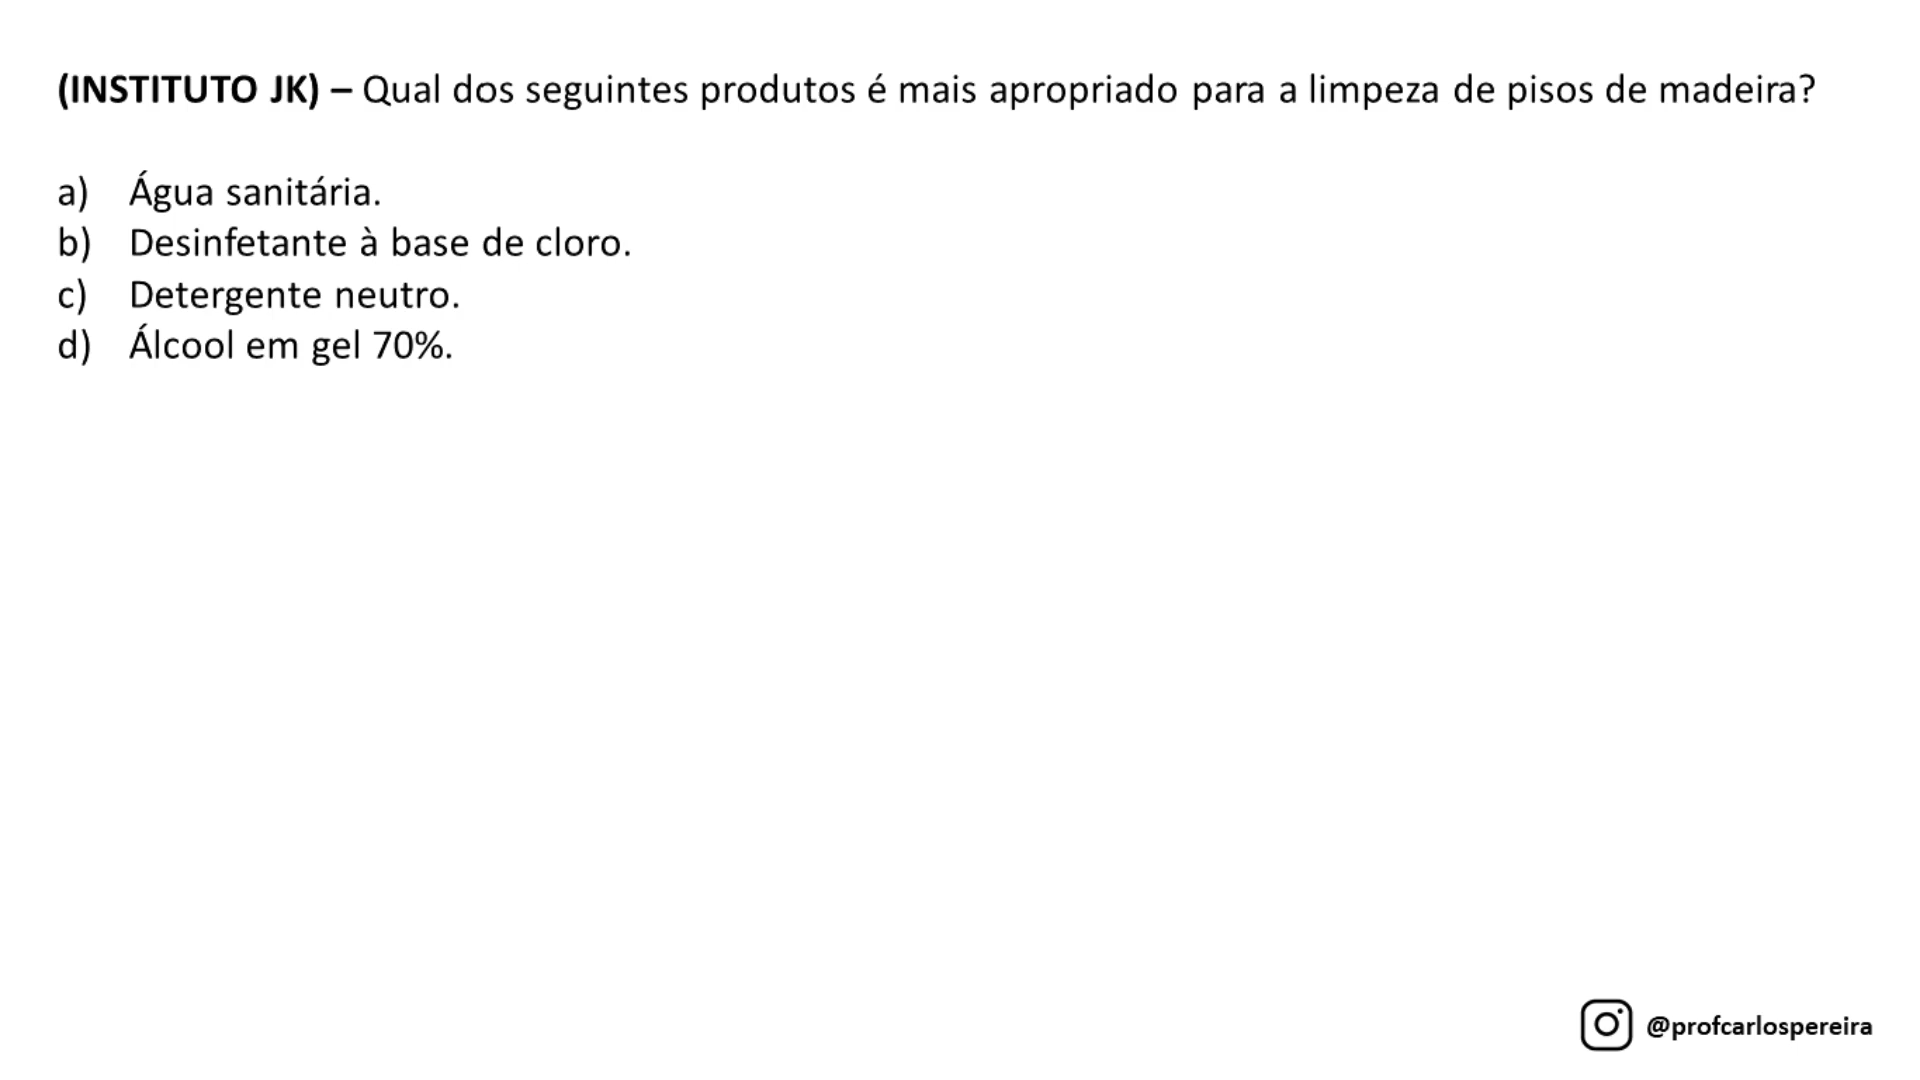 (INSTITUTO JK) – Qual dos seguintes produtos é mais apropriado para a limpeza de pisos de madeira?
a) Água sanitária.
b) Desinfetante à base de cloro.
c) Detergente neutro.
d) Álcool em gel 70%.
@profcarlospereira